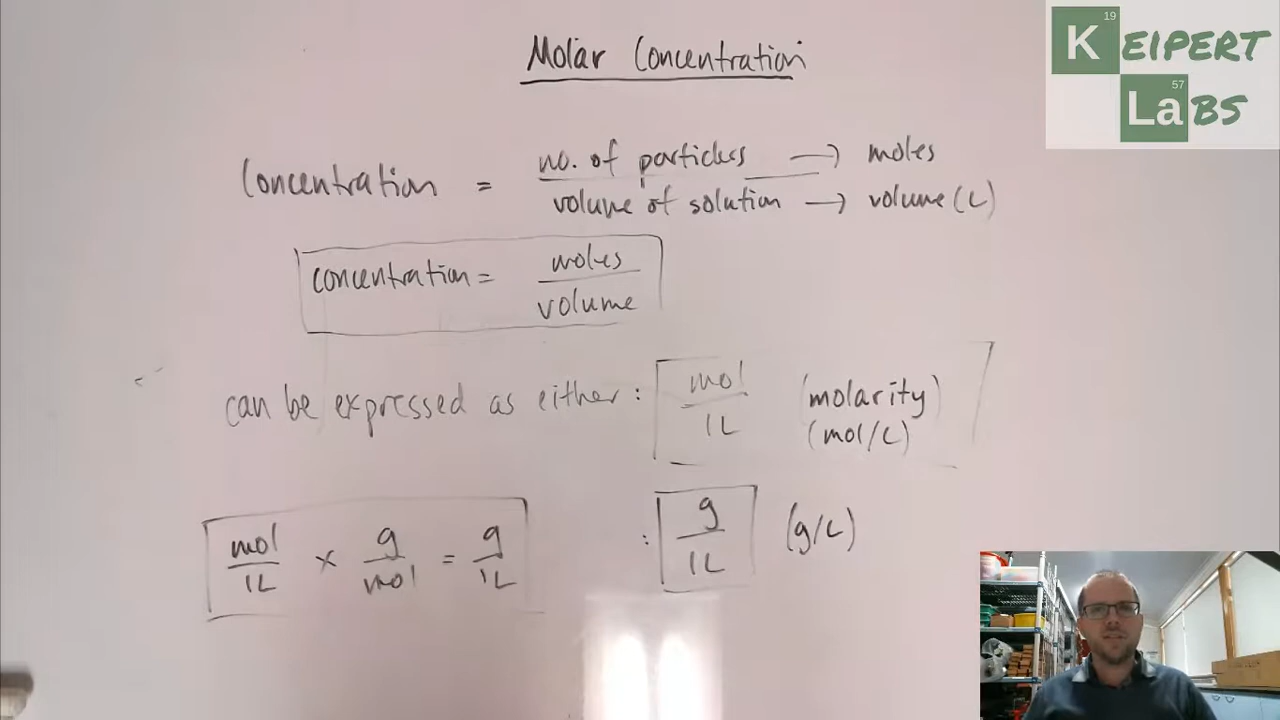 Molar Concentration
19
KEIPERT
57
LaBS
Concentration = no. of particles → moles
volume of solution → volume (L)
concentration = moles
volume
can be expressed as either : mol (molarity)
1L (mol/L)
mol × g = g : g (g/L)
1L mol 1L 1L